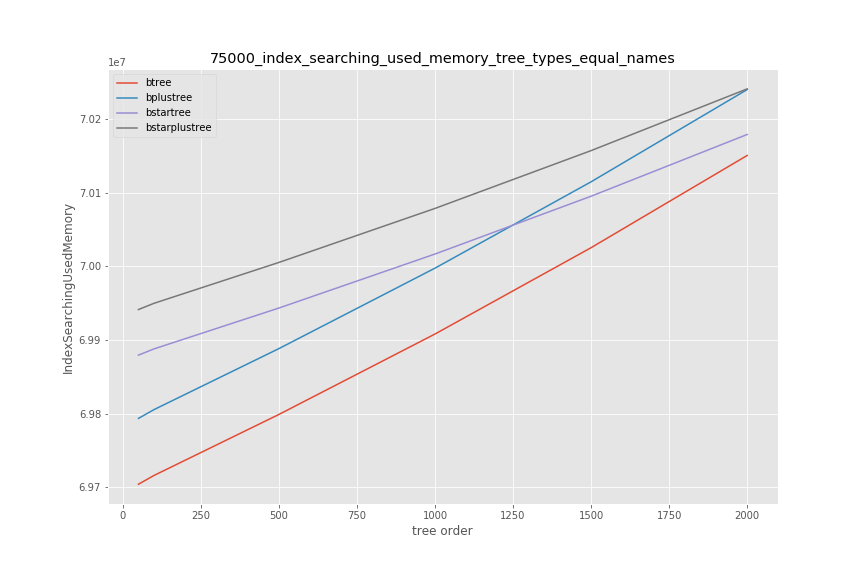 75000_index_searching_used_memory_tree_types_equal_names
1e7
btree
bplustree
bstartree
bstarplustree
7.02
7.01
7.00
6.99
6.98
6.97
IndexSearchingUsedMemory
0 250 500 750 1000 1250 1500 1750 2000
tree order